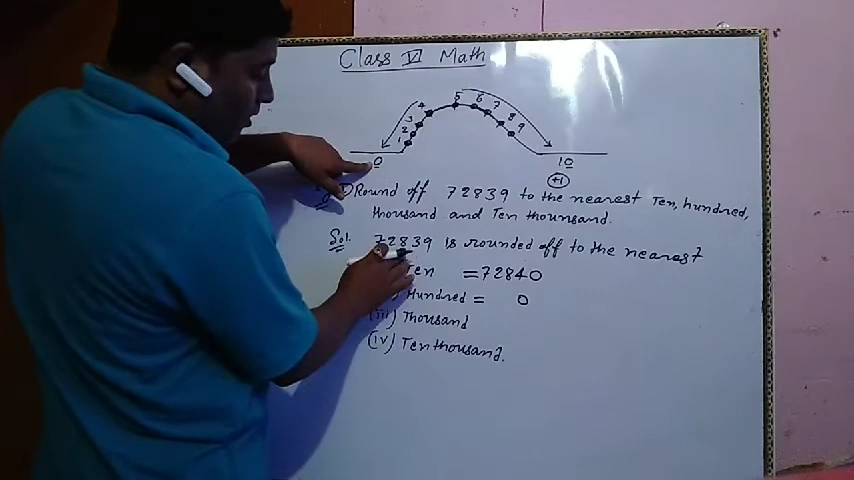 Class VI Math
1 2 3 4 5 6 7 8 9
0 10
+1
1) Round off 72839 to the nearest Ten, hundred,
thousand and Ten thounsand.
Sol. 72839 is rounded off to the nearest
Ten = 72840
Hundred = 0
(iii) Thousand
(iv) Ten thousand.